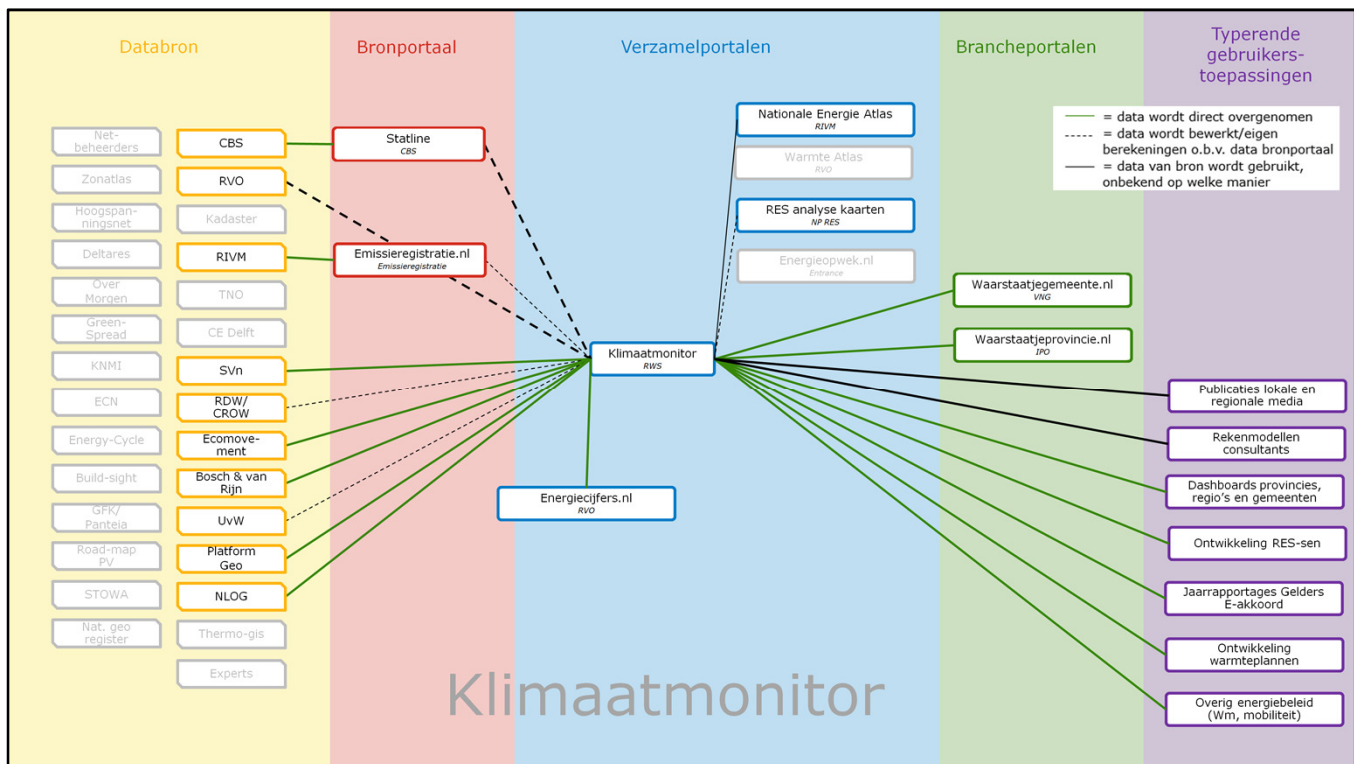 Databron
Bronportaal
Verzamelportalen
Brancheportalen
Typerende
gebruikers-
toepassingen
= data wordt direct overgenomen
= data wordt bewerkt/eigen
berekeningen o.b.v. data bronportaal
= data van bron wordt gebruikt,
onbekend op welke manier
Net-
beheerders
Zonatlas
Hoogspan-
ningsnet
Deltares
Over
Morgen
Green-
Spread
KNMI
ECN
Energy-Cycle
Build-sight
GFK/
Panteia
Road-map
PV
STOWA
Nat. geo
register
CBS
RVO
Kadaster
RIVM
TNO
CE Delft
SVn
RDW/
CROW
Ecomove-
ment
Bosch & van
Rijn
UvW
Platform
Geo
NLOG
Thermo-gis
Experts
Statline
CBS
Emissieregistratie.nl
Emissieregistratie
Nationale Energie Atlas
RIVM
Warmte Atlas
RVO
RES analyse kaarten
NP RES
Energieopwek.nl
Entrance
Klimaatmonitor
RWS
Energiecijfers.nl
RVO
Waarstaatjegemeente.nl
VNG
Waarstaatjeprovincie.nl
IPO
Publicaties lokale en
regionale media
Rekenmodellen
consultants
Dashboards provincies,
regio's en gemeenten
Ontwikkeling RES-sen
Jaarrapportages Gelders
E-akkoord
Ontwikkeling
warmteplannen
Overig energiebeleid
(Wm, mobiliteit)
Klimaatmonitor